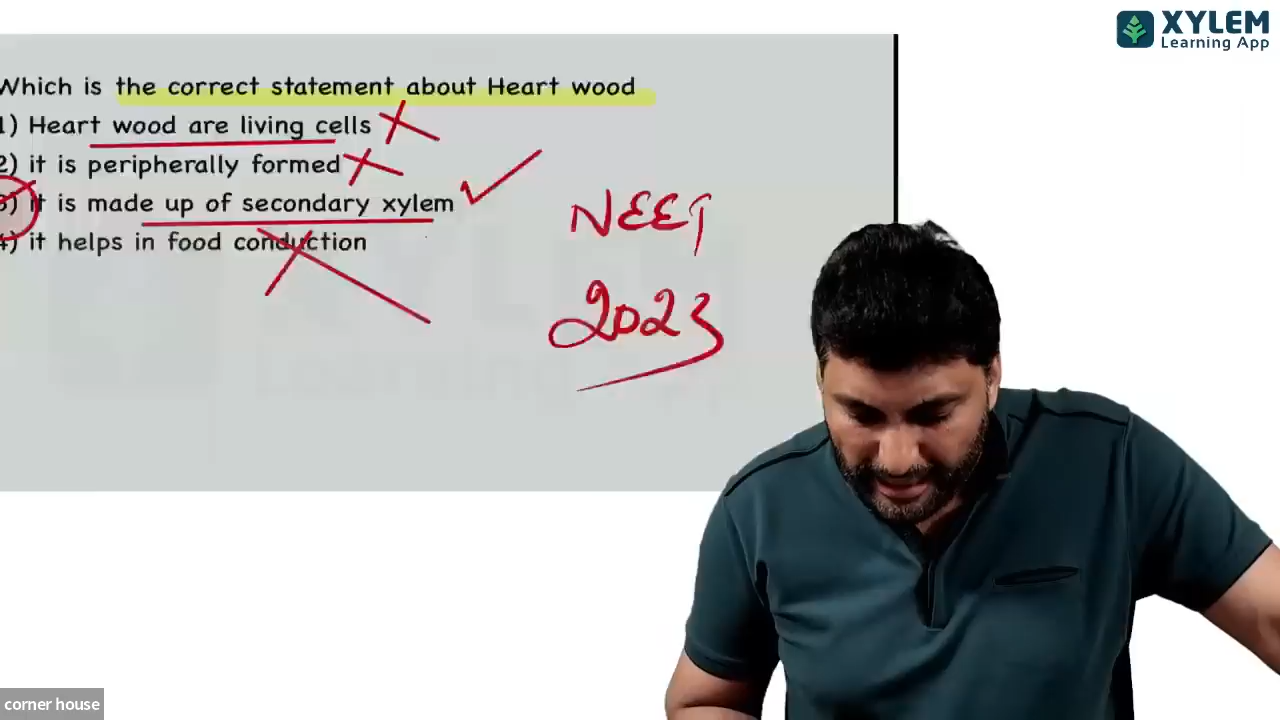 XYLEM
Learning App
Which is the correct statement about Heart wood
1) Heart wood are living cells
2) it is peripherally formed
3) it is made up of secondary xylem
4) it helps in food conduction
NEET
2023
corner house